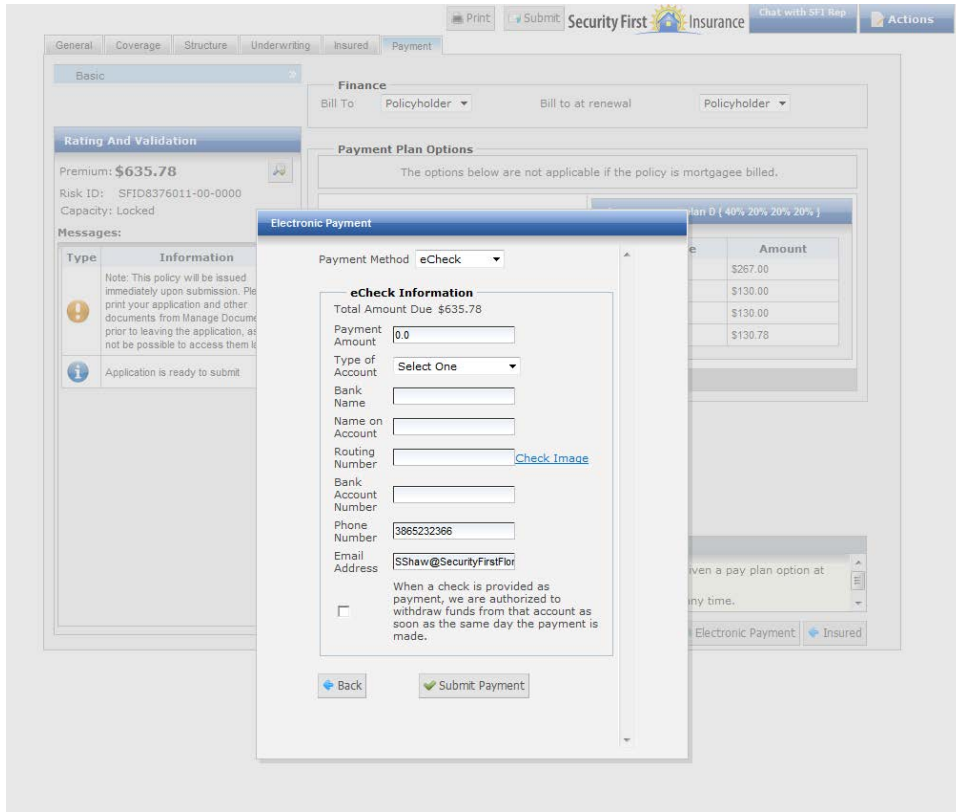 Print
Submit
Security First Insurance
Chat with SFI Rep
Actions
General
Coverage
Structure
Underwriting
Insured
Payment
Basic
Finance
Bill To
Policyholder
Bill to at renewal
Policyholder
Rating And Validation
Premium: $635.78
Risk ID: SFID8376011-00-0000
Capacity: Locked
Messages:
Type
Information
Note: This policy will be issued
immediately upon submission.
print your application and other
documents from Manage
prior to leaving the application,
not be possible to access them
Application is ready to submit
Payment Plan Options
The options below are not applicable if the policy is mortgagee billed.
D ( 40% 20% 20% 20% )
Amount
$267.00
$130.00
$130.00
$130.78
Electronic Payment
Payment Method
eCheck
eCheck Information
Total Amount Due $635.78
Payment
Amount
0.0
Type of
Account
Select One
Bank
Name
Name on
Account
Routing
Number
Check Image
Bank
Account
Number
Phone
Number
3865232366
Email
Address
SShaw@SecurityFirstFlor
When a check is provided as
payment, we are authorized to
withdraw funds from that account as
soon as the same day the payment is
made.
Back
Submit Payment
a pay plan option at
any time.
Electronic Payment
Insured